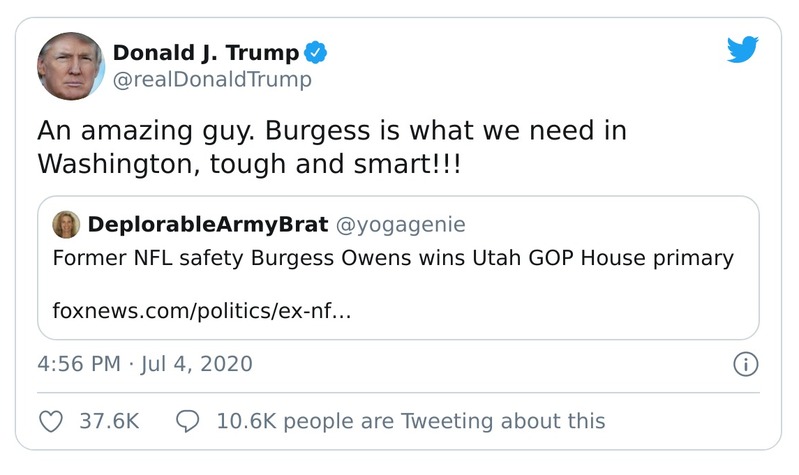 Donald J. Trump
@realDonaldTrump
An amazing guy. Burgess is what we need in
Washington, tough and smart!!!
DeplorableArmyBrat @yogagenie
Former NFL safety Burgess Owens wins Utah GOP House primary
foxnews.com/politics/ex-nf…
4:56 PM · Jul 4, 2020
37.6K 10.6K people are Tweeting about this